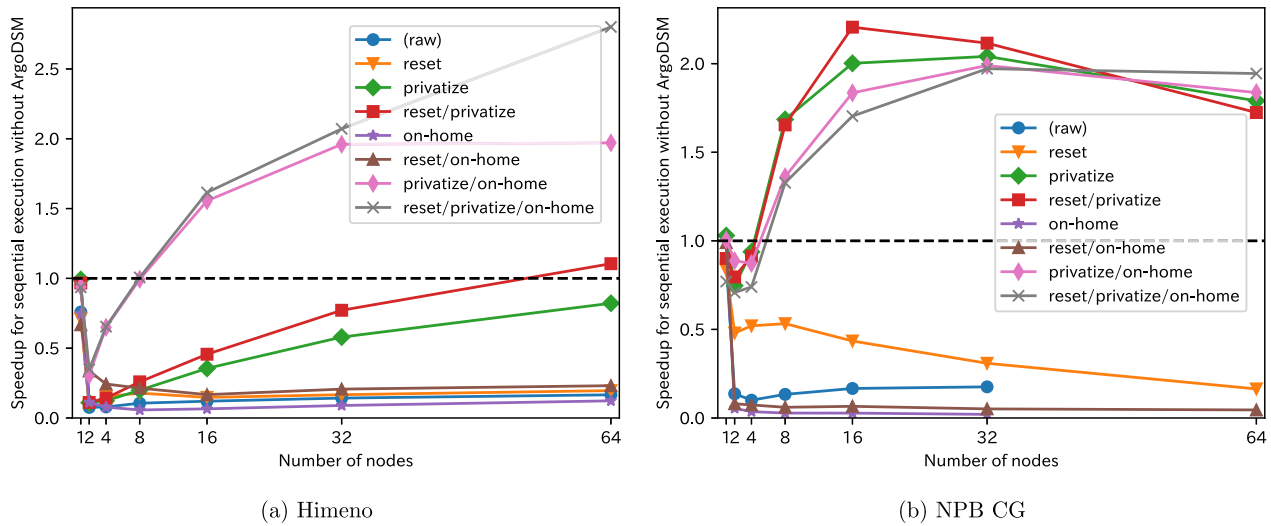 Speedup for seqential execution without ArgoDSM
2.5
2.0
1.5
1.0
0.5
0.0
(raw)
reset
privatize
reset/privatize
on-home
reset/on-home
privatize/on-home
reset/privatize/on-home
1 2 4 8 16 32 64
Number of nodes
(a) Himeno
Speedup for seqential execution without ArgoDSM
2.0
1.5
1.0
0.5
0.0
(raw)
reset
privatize
reset/privatize
on-home
reset/on-home
privatize/on-home
reset/privatize/on-home
1 2 4 8 16 32 64
Number of nodes
(b) NPB CG